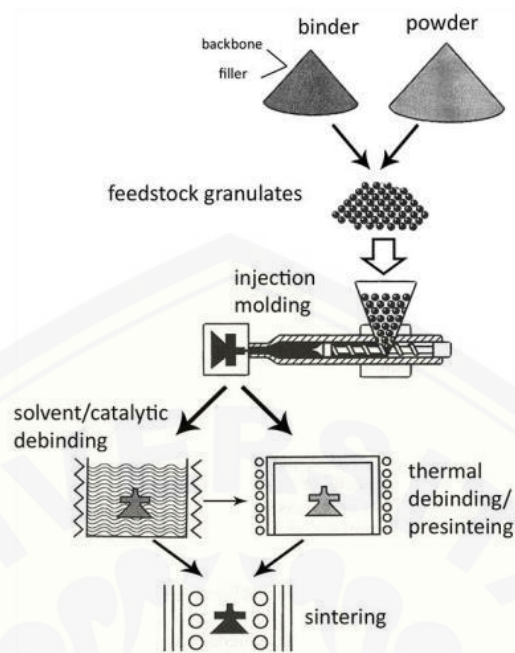 binder
powder
backbone
filler
feedstock granulates
injection
molding
solvent/catalytic
debinding
thermal
debinding/
presinteing
sintering